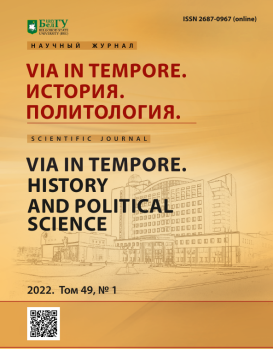 БелГУ
ISSN 2687-0967 (online)
НАУЧНЫЙ ЖУРНАЛ
VIA IN TEMPORE.
ИСТОРИЯ.
ПОЛИТОЛОГИЯ.
SCIENTIFIC JOURNAL
VIA IN TEMPORE.
HISTORY
AND POLITICAL
SCIENCE
2022. Том 49, № 1